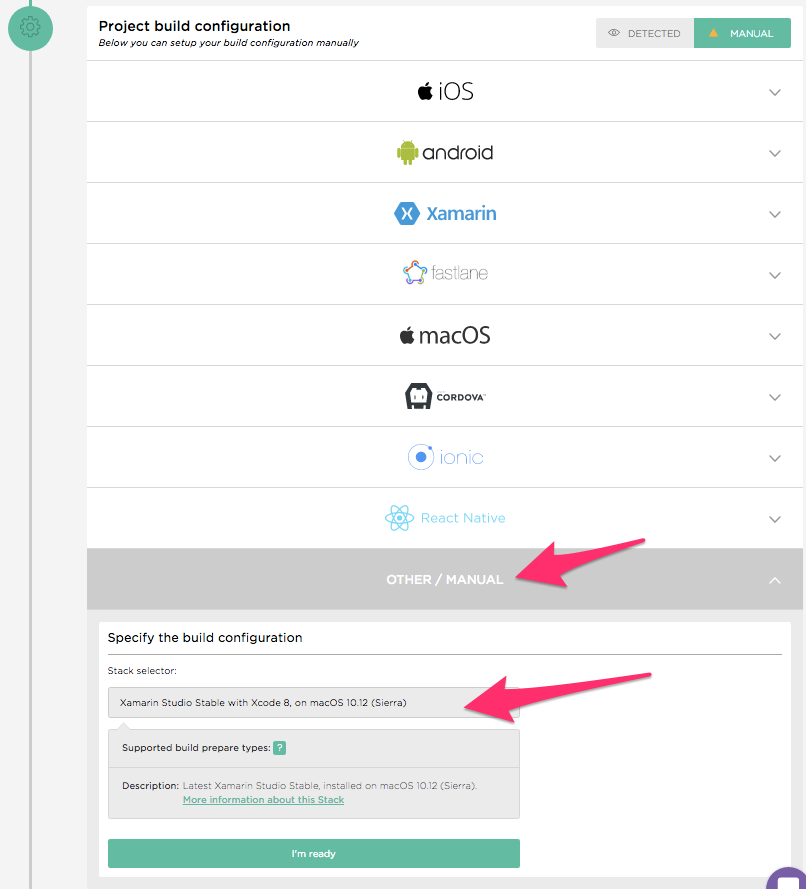 Project build configuration
Below you can setup your build configuration manually
DETECTED
MANUAL
iOS
android
Xamarin
fastlane
macOS
CORDOVA™
ionic
React Native
OTHER / MANUAL
Specify the build configuration
Stack selector:
Xamarin Studio Stable with Xcode 8, on macOS 10.12 (Sierra)
Supported build prepare types: ?
Description: Latest Xamarin Studio Stable, installed on macOS 10.12 (Sierra).
More information about this Stack
I'm ready